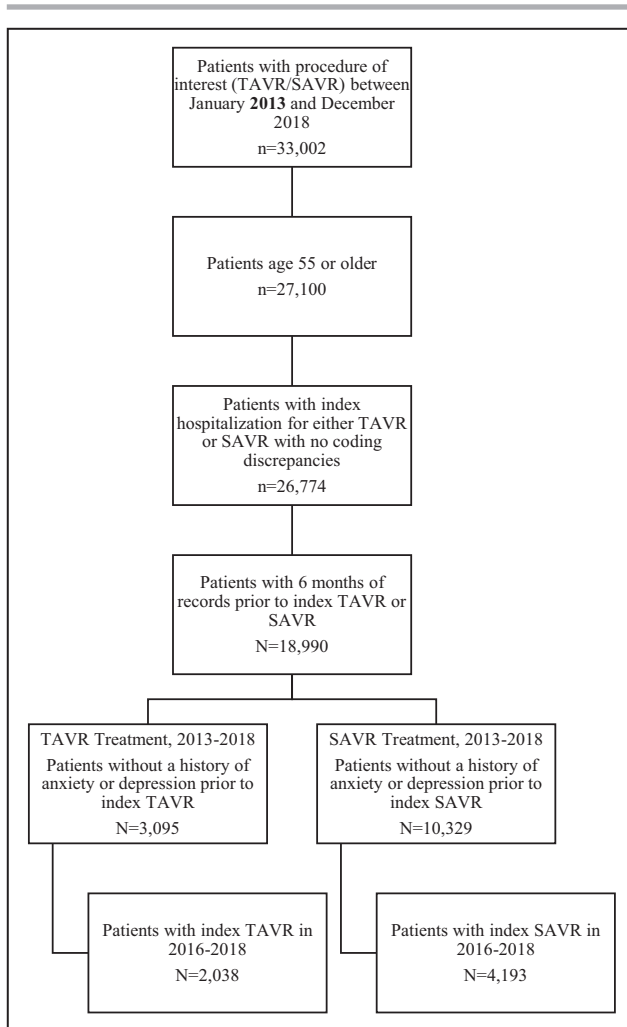 Patients with procedure of
interest (TAVR/SAVR) between
January 2013 and December
2018
n=33,002
Patients age 55 or older
n=27,100
Patients with index
hospitalization for either TAVR
or SAVR with no coding
discrepancies
n=26,774
Patients with 6 months of
records prior to index TAVR or
SAVR
N=18,990
TAVR Treatment, 2013-2018
Patients without a history of
anxiety or depression prior to
index TAVR
N=3,095
SAVR Treatment, 2013-2018
Patients without a history of
anxiety or depression prior to
index SAVR
N=10,329
Patients with index TAVR in
2016-2018
N=2,038
Patients with index SAVR in
2016-2018
N=4,193